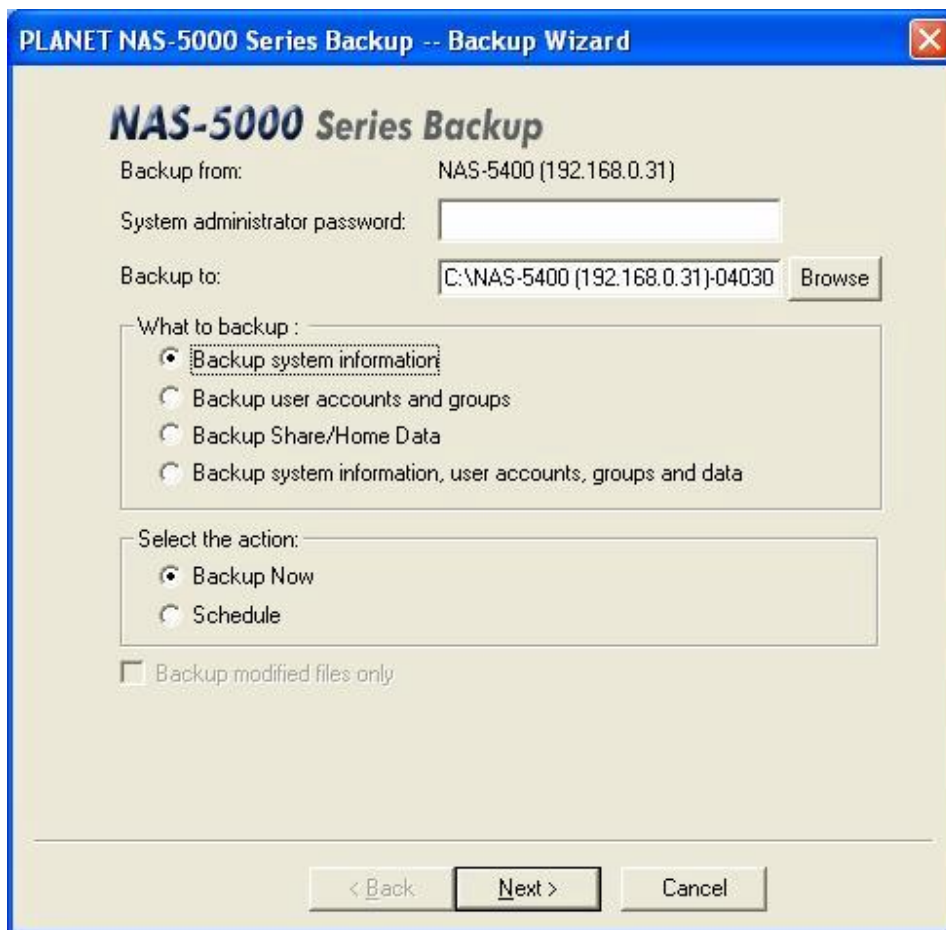 PLANET NAS-5000 Series Backup -- Backup Wizard
NAS-5000 Series Backup
Backup from: NAS-5400 (192.168.0.31)
System administrator password:
Backup to: C:\NAS-5400 (192.168.0.31)-04030 Browse
What to backup :
Backup system information
Backup user accounts and groups
Backup Share/Home Data
Backup system information, user accounts, groups and data
Select the action:
Backup Now
Schedule
Backup modified files only
< Back Next > Cancel